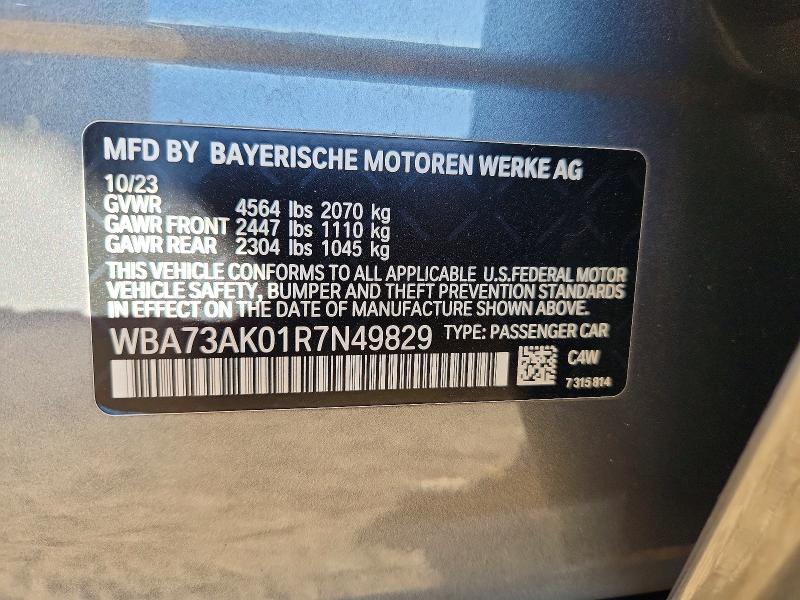 MFD BY BAYERISCHE MOTOREN WERKE AG
10/23
GVWR 4564 lbs 2070 kg
GAWR FRONT 2447 lbs 1110 kg
GAWR REAR 2304 lbs 1045 kg
THIS VEHICLE CONFORMS TO ALL APPLICABLE U.S.FEDERAL MOTOR
VEHICLE SAFETY, BUMPER AND THEFT PREVENTION STANDARDS
IN EFFECT ON THE DATE OF MANUFACTURE SHOWN ABOVE.
WBA73AK01R7N49829 TYPE: PASSENGER CAR
C4W
7315814